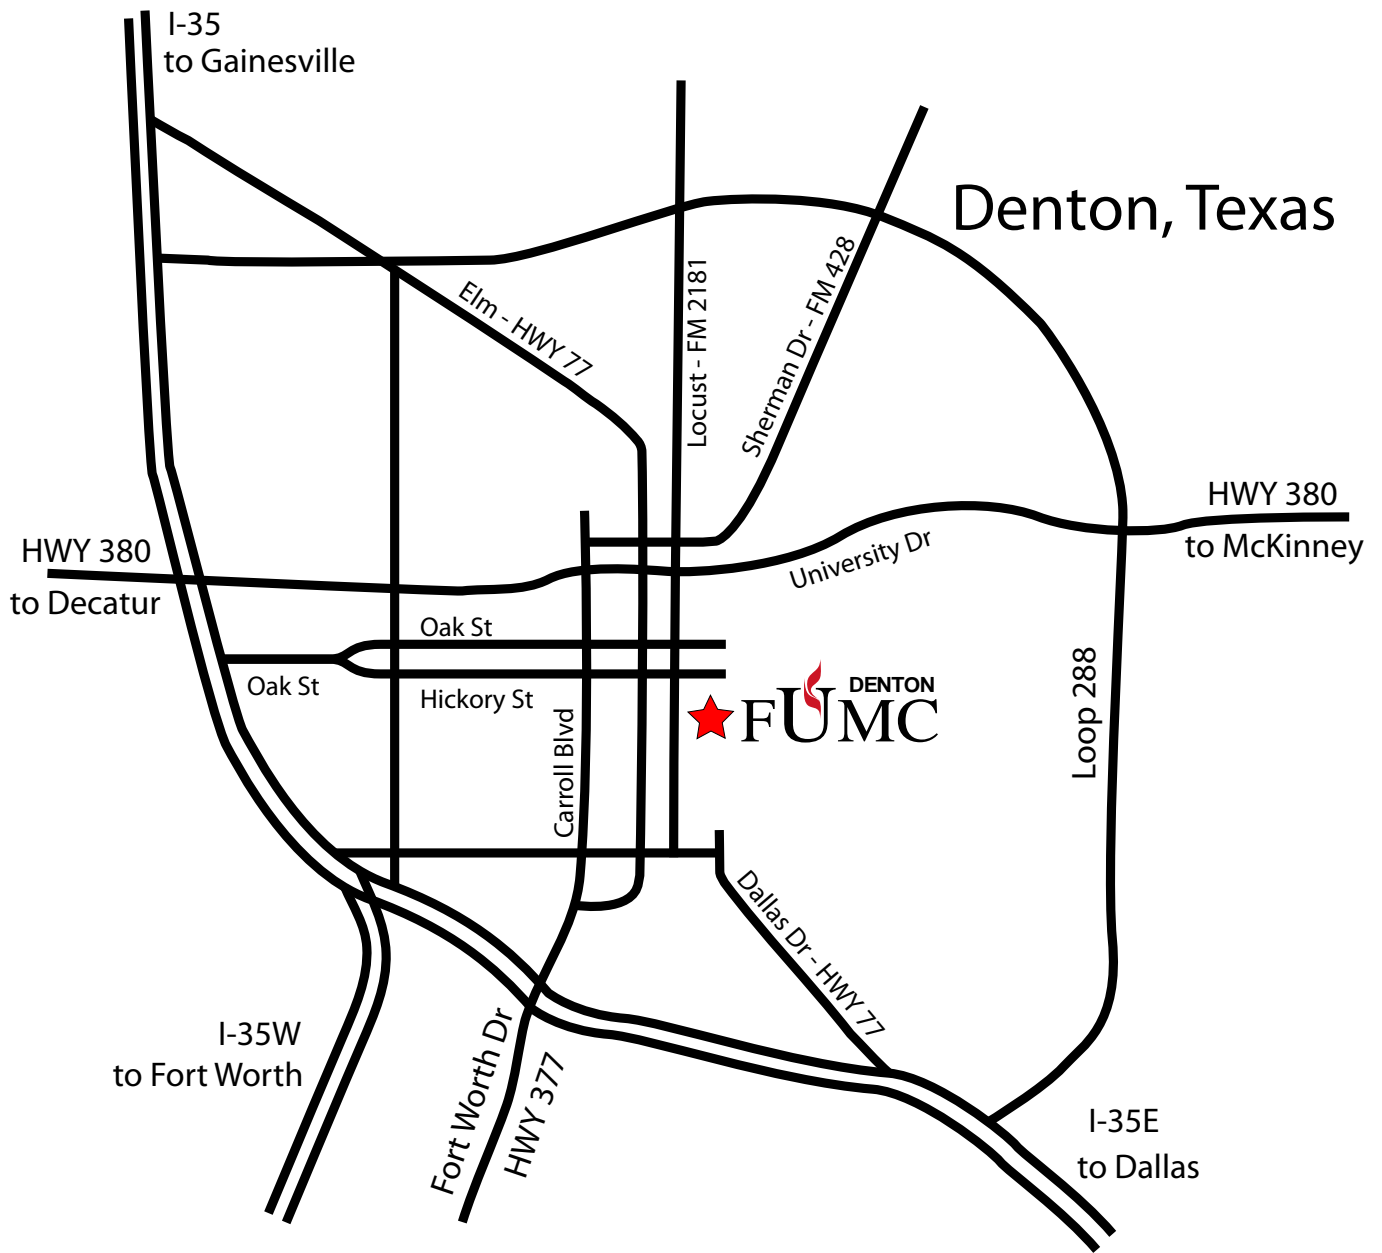 I-35
to Gainesville
Denton, Texas
Elm - HWY 77
Locust - FM 2181
Sherman Dr - FM 428
HWY 380
to McKinney
HWY 380
to Decatur
University Dr
Oak St
Oak St
Hickory St
DENTON
FUMC
Carroll Blvd
Loop 288
Dallas Dr - HWY 77
I-35W
to Fort Worth
Fort Worth Dr
HWY 377
I-35E
to Dallas